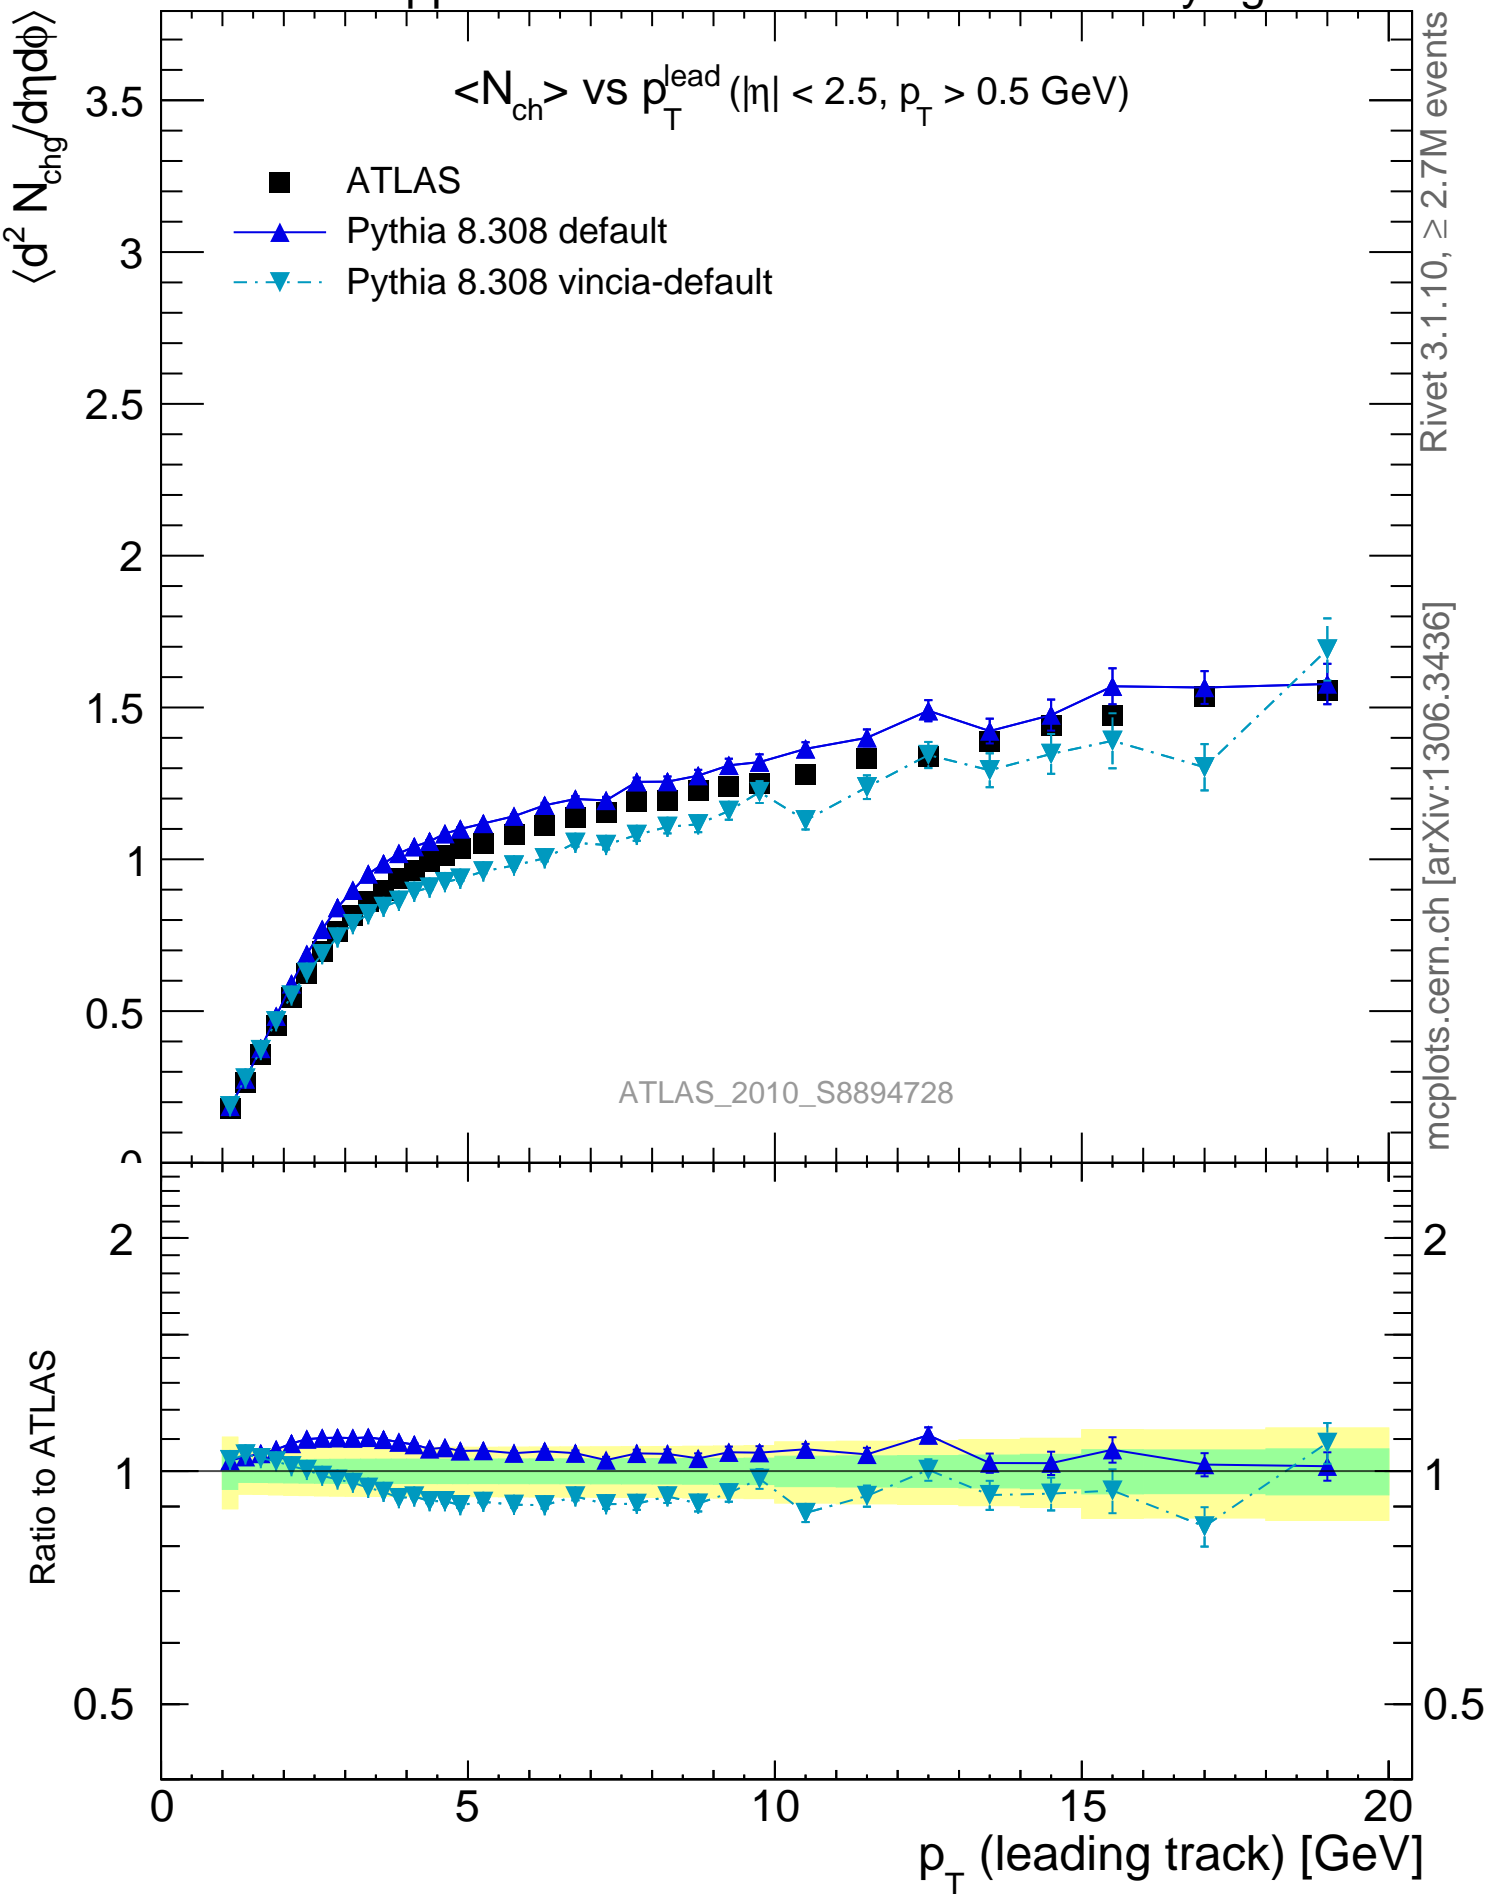 <N_ch> vs p_T^lead (|η| < 2.5, p_T > 0.5 GeV)
⟨d² N_chg/dηdϕ⟩
ATLAS
Pythia 8.308 default
Pythia 8.308 vincia-default
3.5
3
2.5
2
1.5
1
0.5
ATLAS_2010_S8894728
Rivet 3.1.10, ≥ 2.7M events
mcplots.cern.ch [arXiv:1306.3436]
Ratio to ATLAS
2
1
0.5
2
1
0.5
0 5 10 15 20
p_T (leading track) [GeV]